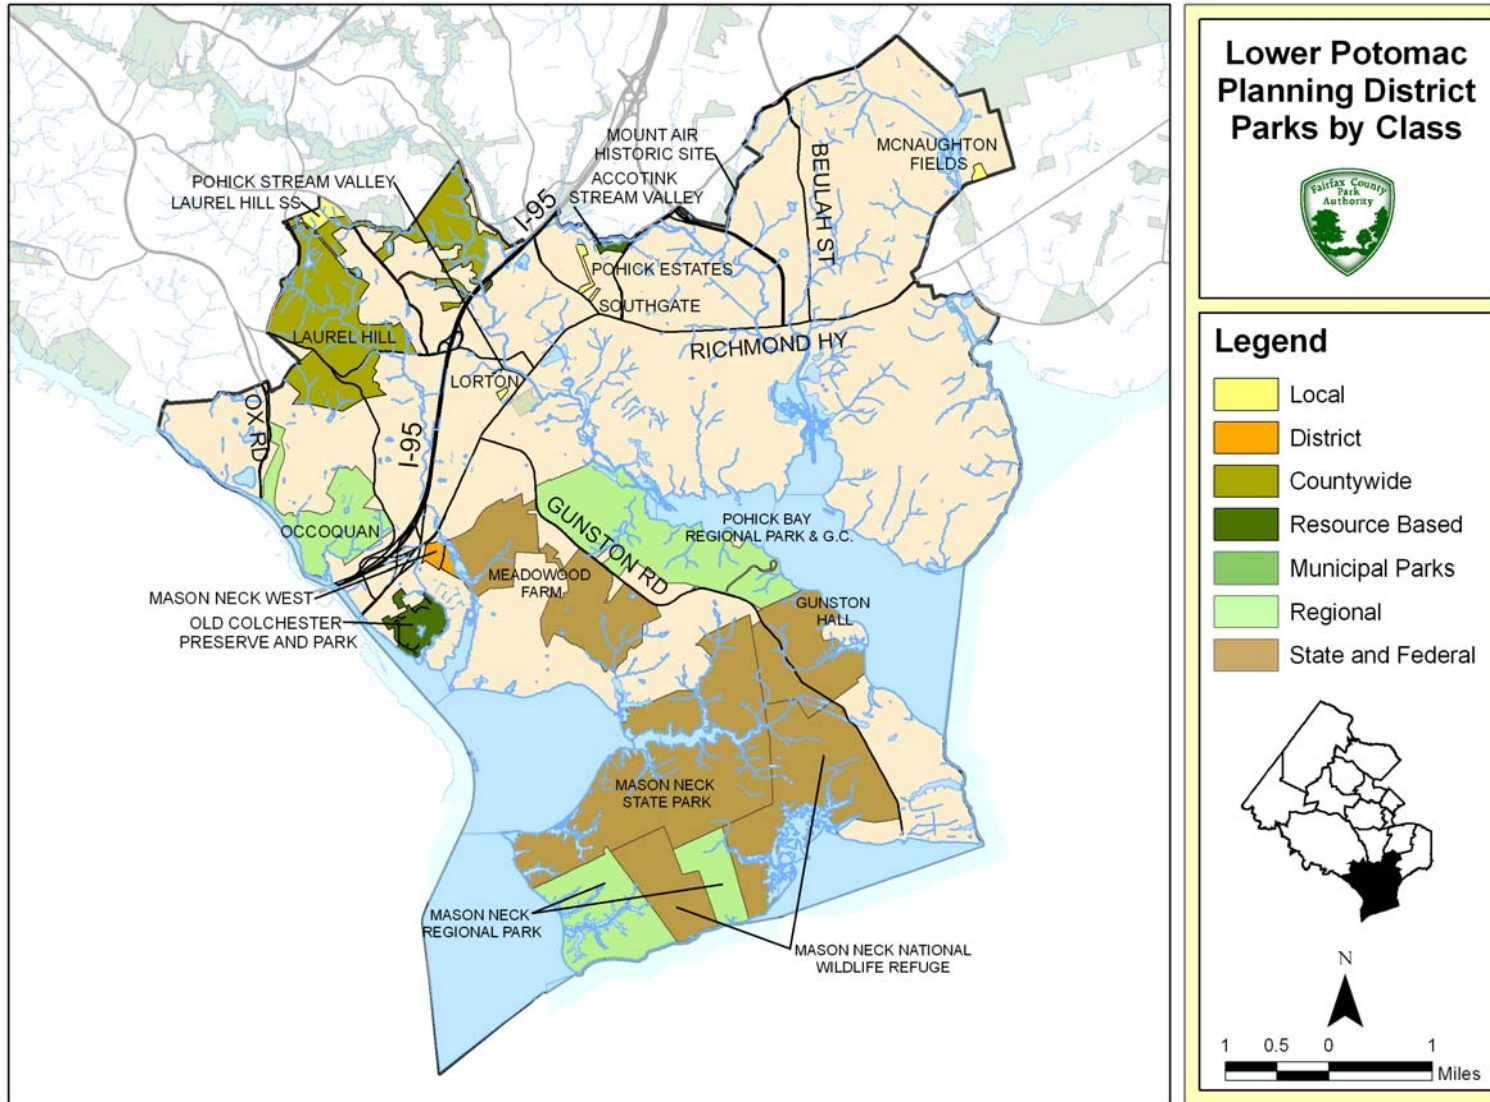 Lower Potomac
Planning District
Parks by Class
Fairfax County
Park
Authority
Legend
Local
District
Countywide
Resource Based
Municipal Parks
Regional
State and Federal
N
1 0.5 0 1
Miles
MOUNT AIR
HISTORIC SITE
ACCOTINK
STREAM VALLEY
POHICK STREAM VALLEY
LAUREL HILL SS
I-95
BEULAH ST
MCNAUGHTON
FIELDS
POHICK ESTATES
SOUTHGATE
LAUREL HILL
RICHMOND HY
LORTON
OX RD
I-95
OCCOQUAN
GUNSTON RD
POHICK BAY
REGIONAL PARK & G.C.
MEADOWOOD
FARM
MASON NECK WEST
OLD COLCHESTER
PRESERVE AND PARK
GUNSTON
HALL
MASON NECK
STATE PARK
MASON NECK
REGIONAL PARK
MASON NECK NATIONAL
WILDLIFE REFUGE